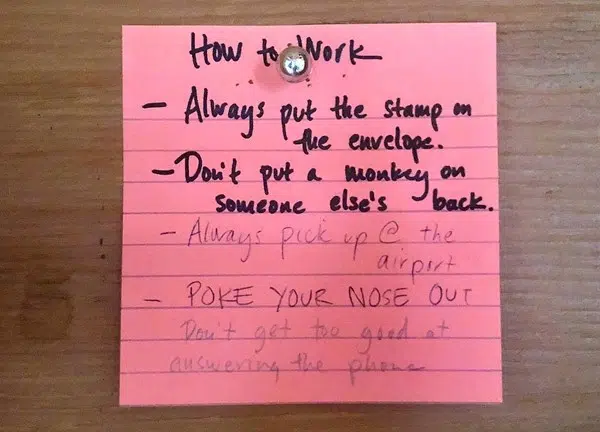 How to Work
- Always put the stamp on
the envelope.
- Don't put a monkey on
someone else's back.
- Always pick up @ the
airport
- POKE YOUR NOSE OUT
Don't get too good at
answering the phone